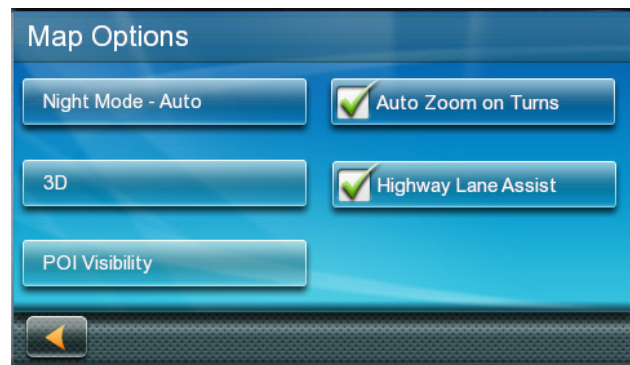 Map Options
Night Mode - Auto
Auto Zoom on Turns
3D
Highway Lane Assist
POI Visibility